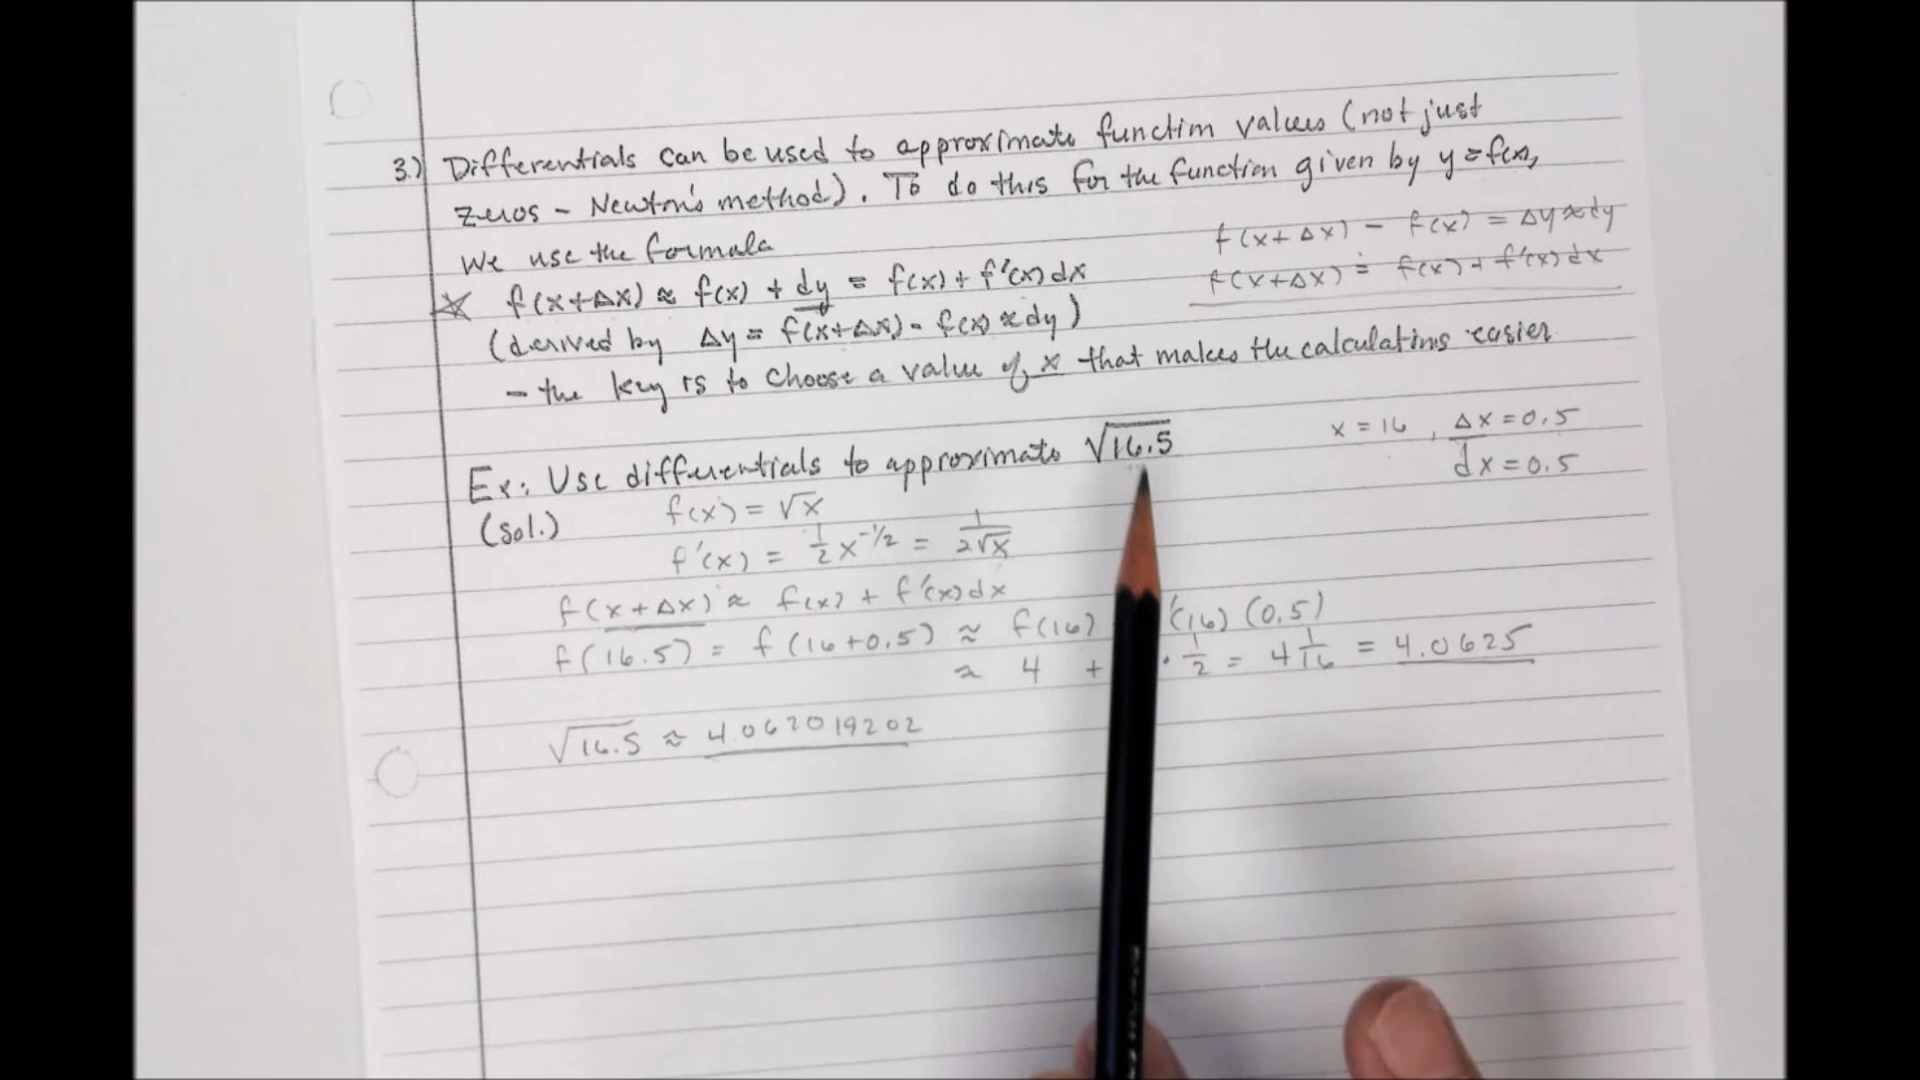 3.) Differentials can be used to approximate function values (not just
zeros - Newton's method). To do this for the function given by y = f(x),
we use the formula
f(x+Δx) ≈ f(x) + dy = f(x) + f'(x) dx
(derived by Δy = f(x+Δx) - f(x) ≈ dy)
- the key is to choose a value of x that makes the calculations easier
f(x+Δx) - f(x) = Δy ≈ dy
f(x+Δx) ≐ f(x) + f'(x) dx
Ex: Use differentials to approximate √16.5
x = 16, Δx = 0.5
dx = 0.5
(Sol.) f(x) = √x
f'(x) = 1/2 x^-1/2 = 1/(2√x)
f(x+Δx) ≈ f(x) + f'(x) dx
f(16.5) = f(16+0.5) ≈ f(16) '(16) (0.5)
≈ 4 + · 1/2 = 4 1/16 = 4.0625
√16.5 ≈ 4.062019202